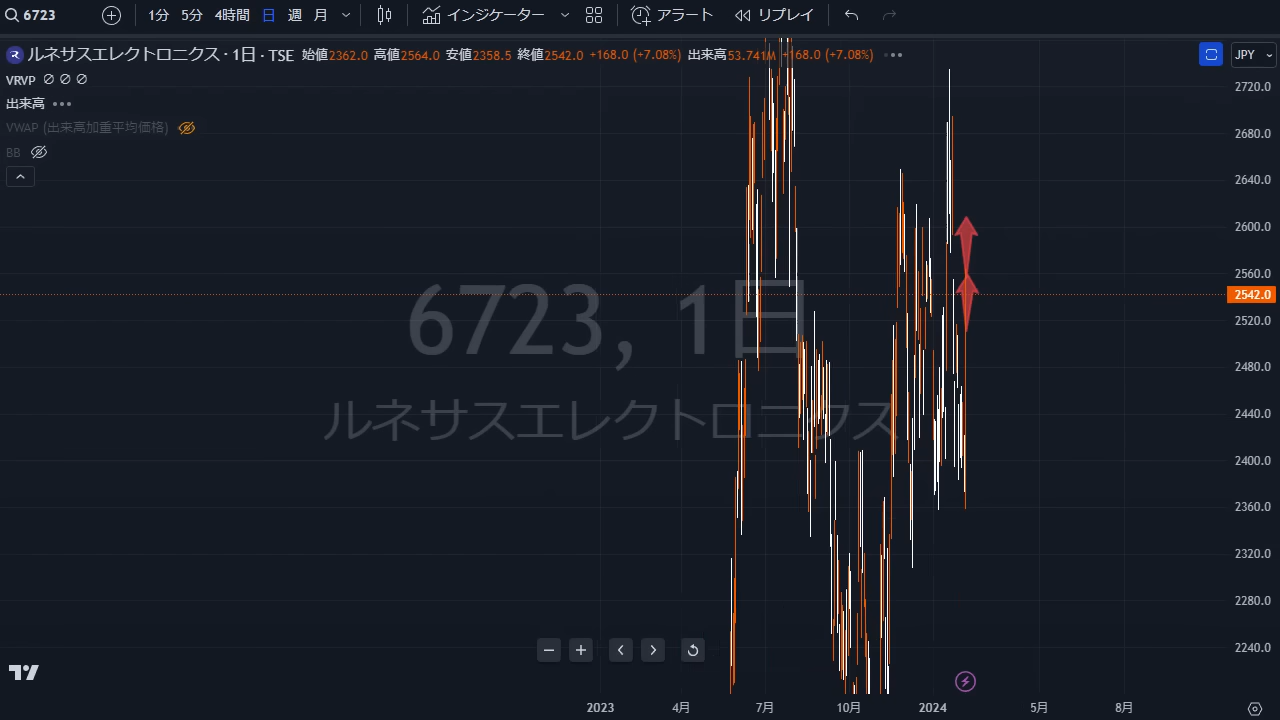 6723 1分 5分 4時間 日 週 月 インジケーター アラート リプレイ
ルネサスエレクトロニクス · 1日 · TSE 始値2362.0 高値2564.0 安値2358.5 終値2542.0 +168.0 (+7.08%) 出来高53.741M +168.0 (+7.08%) JPY
VRVP
出来高
VWAP (出来高加重平均価格)
BB
2720.0
2680.0
2640.0
2600.0
2560.0
2542.0
2520.0
2480.0
2440.0
2400.0
2360.0
2320.0
2280.0
2240.0
6723, 1日
ルネサスエレクトロニクス
2023 4月 7月 10月 2024 5月 8月